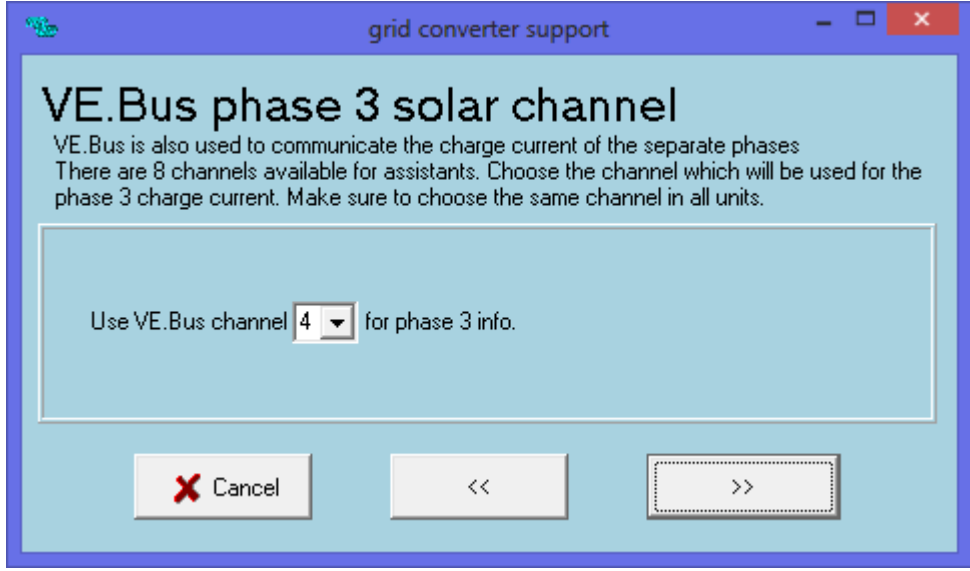 grid converter support
VE.Bus phase 3 solar channel
VE.Bus is also used to communicate the charge current of the separate phases
There are 8 channels available for assistants. Choose the channel which will be used for the
phase 3 charge current. Make sure to choose the same channel in all units.
Use VE.Bus channel 4 for phase 3 info.
Cancel << >>